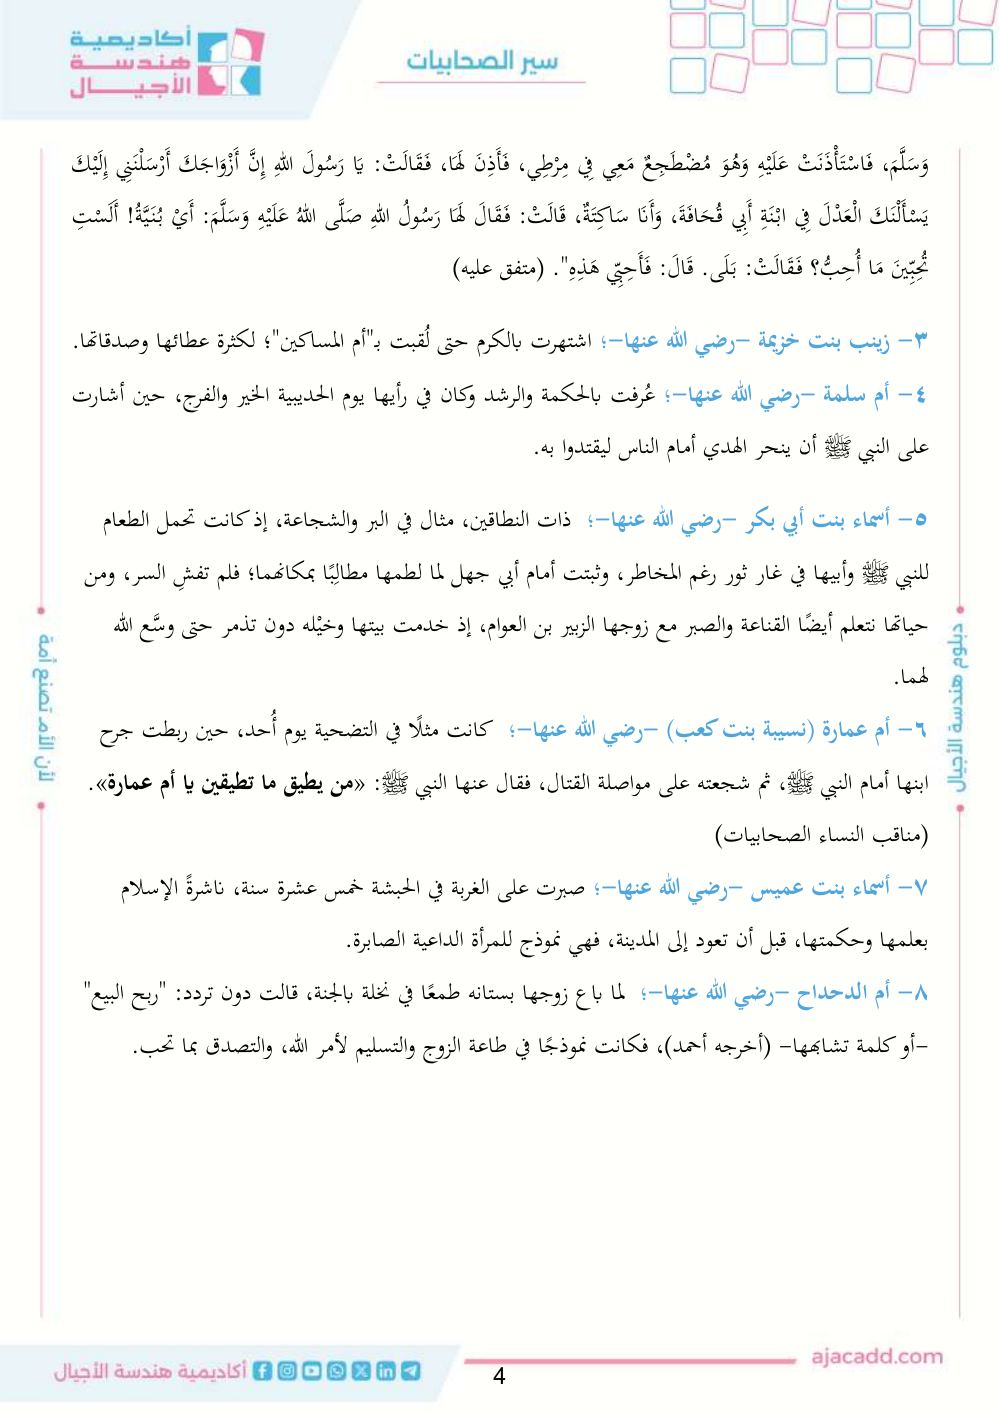 أكاديمية
هندسة
الأجيال
سير الصحابيات
وَسَلَّمَ، فَاسْتَأْذَنَتْ عَلَيْهِ وَهُوَ مُضْطَجِعٌ مَعِي فِي مِرْطِي، فَأَذِنَ لَهَا، فَقَالَتْ: يَا رَسُولَ اللهِ إِنَّ أَزْوَاجَكَ أَرْسَلْنَنِي إِلَيْكَ
يَسْأَلْنَكَ الْعَدْلَ فِي ابْنَةِ أَبِي قُحَافَةَ، وَأَنَا سَاكِتَةٌ، قَالَتْ: فَقَالَ لَهَا رَسُولُ اللهِ صَلَّى اللهُ عَلَيْهِ وَسَلَّمَ: أَيْ بُنَيَّةُ! أَلَسْتِ
تُحِبِّينَ مَا أُحِبُّ؟ فَقَالَتْ: بَلَى. قَالَ: فَأَحِبِّي هَذِهِ". (متفق عليه)
٣- زينب بنت خزيمة -رضي الله عنها-؛ اشتهرت بالكرم حتى لُقبت بـ"أم المساكين"؛ لكثرة عطائها وصدقاتها.
٤- أم سلمة -رضي الله عنها-؛ عُرفت بالحكمة والرشد وكان في رأيها يوم الحديبية الخير والفرج، حين أشارت
على النبي ﷺ أن ينحر الهدي أمام الناس ليقتدوا به.
٥- أسماء بنت أبي بكر -رضي الله عنها-؛ ذات النطاقين، مثال في البر والشجاعة، إذ كانت تحمل الطعام
للنبي ﷺ وأبيها في غار ثور رغم المخاطر، وثبتت أمام أبي جهل لما لطمها مطالِبًا بمكانهما؛ فلم تفشِ السر، ومن
حياتها نتعلم أيضًا القناعة والصبر مع زوجها الزبير بن العوام، إذ خدمت بيتها وخيْله دون تذمر حتى وسَّع الله
لهما.
٦- أم عمارة (نسيبة بنت كعب) -رضي الله عنها-؛ كانت مثلًا في التضحية يوم أُحد، حين ربطت جرح
ابنها أمام النبي ﷺ، ثم شجعته على مواصلة القتال، فقال عنها النبي ﷺ: «من يطيق ما تطيقين يا أم عمارة».
(مناقب النساء الصحابيات)
٧- أسماء بنت عميس -رضي الله عنها-؛ صبرت على الغربة في الحبشة خمس عشرة سنة، ناشرةً الإسلام
بعلمها وحكمتها، قبل أن تعود إلى المدينة، فهي نموذج للمرأة الداعية الصابرة.
٨- أم الدحداح -رضي الله عنها-؛ لما باع زوجها بستانه طمعًا في نخلة بالجنة، قالت دون تردد: "ربح البيع"
-أو كلمة تشابهها- (أخرجه أحمد)، فكانت نموذجًا في طاعة الزوج والتسليم لأمر الله، والتصدق بما تحب.
دبلوم هندسة الأجيال
لأن الأم تصنع أمة
أكاديمية هندسة الأجيال
4
ajacadd.com